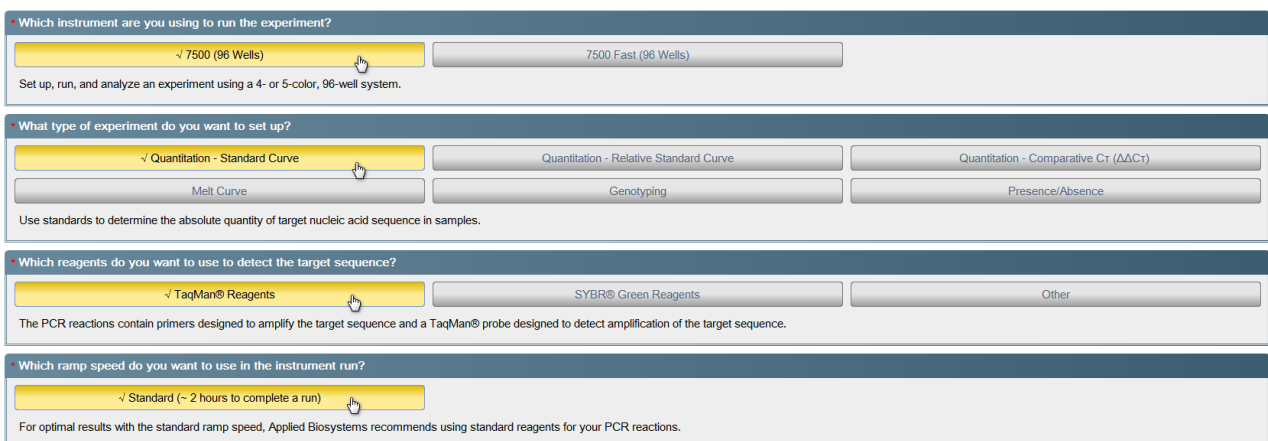 * Which instrument are you using to run the experiment?
√ 7500 (96 Wells) 7500 Fast (96 Wells)
Set up, run, and analyze an experiment using a 4- or 5-color, 96-well system.
* What type of experiment do you want to set up?
√ Quantitation - Standard Curve Quantitation - Relative Standard Curve Quantitation - Comparative Cт (ΔΔCт)
Melt Curve Genotyping Presence/Absence
Use standards to determine the absolute quantity of target nucleic acid sequence in samples.
* Which reagents do you want to use to detect the target sequence?
√ TaqMan® Reagents SYBR® Green Reagents Other
The PCR reactions contain primers designed to amplify the target sequence and a TaqMan® probe designed to detect amplification of the target sequence.
* Which ramp speed do you want to use in the instrument run?
√ Standard (~ 2 hours to complete a run)
For optimal results with the standard ramp speed, Applied Biosystems recommends using standard reagents for your PCR reactions.